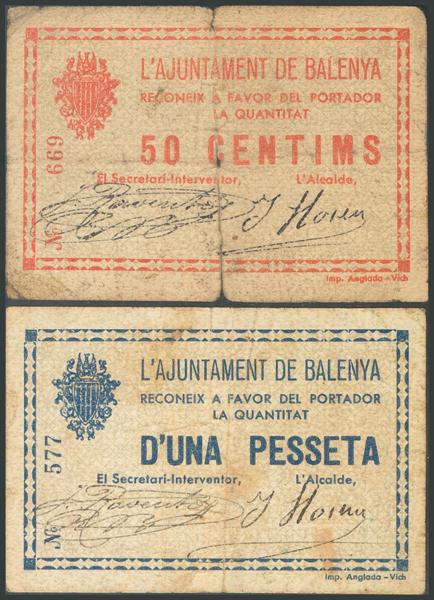 L'AJUNTAMENT DE BALENYA
RECONEIX A FAVOR DEL PORTADOR
LA QUANTITAT
50 CENTIMS
El Secretari-Interventor, L'Alcalde,
Nº 669
Imp. Anglada - Vich
L'AJUNTAMENT DE BALENYA
RECONEIX A FAVOR DEL PORTADOR
LA QUANTITAT
D'UNA PESSETA
El Secretari-Interventor, L'Alcalde,
Nº 577
Imp. Anglada - Vich